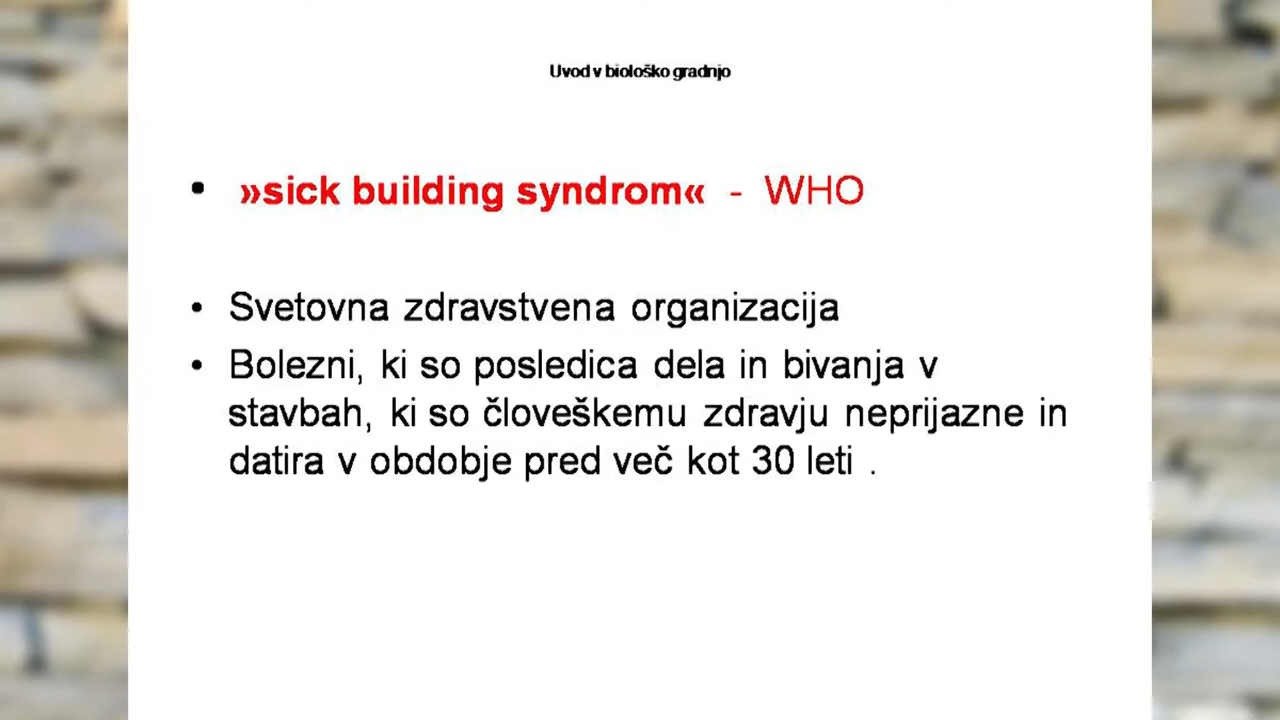 Uvod v biološko gradnjo
• »sick building syndrom« - WHO
• Svetovna zdravstvena organizacija
• Bolezni, ki so posledica dela in bivanja v
stavbah, ki so človeškemu zdravju neprijazne in
datira v obdobje pred več kot 30 leti .